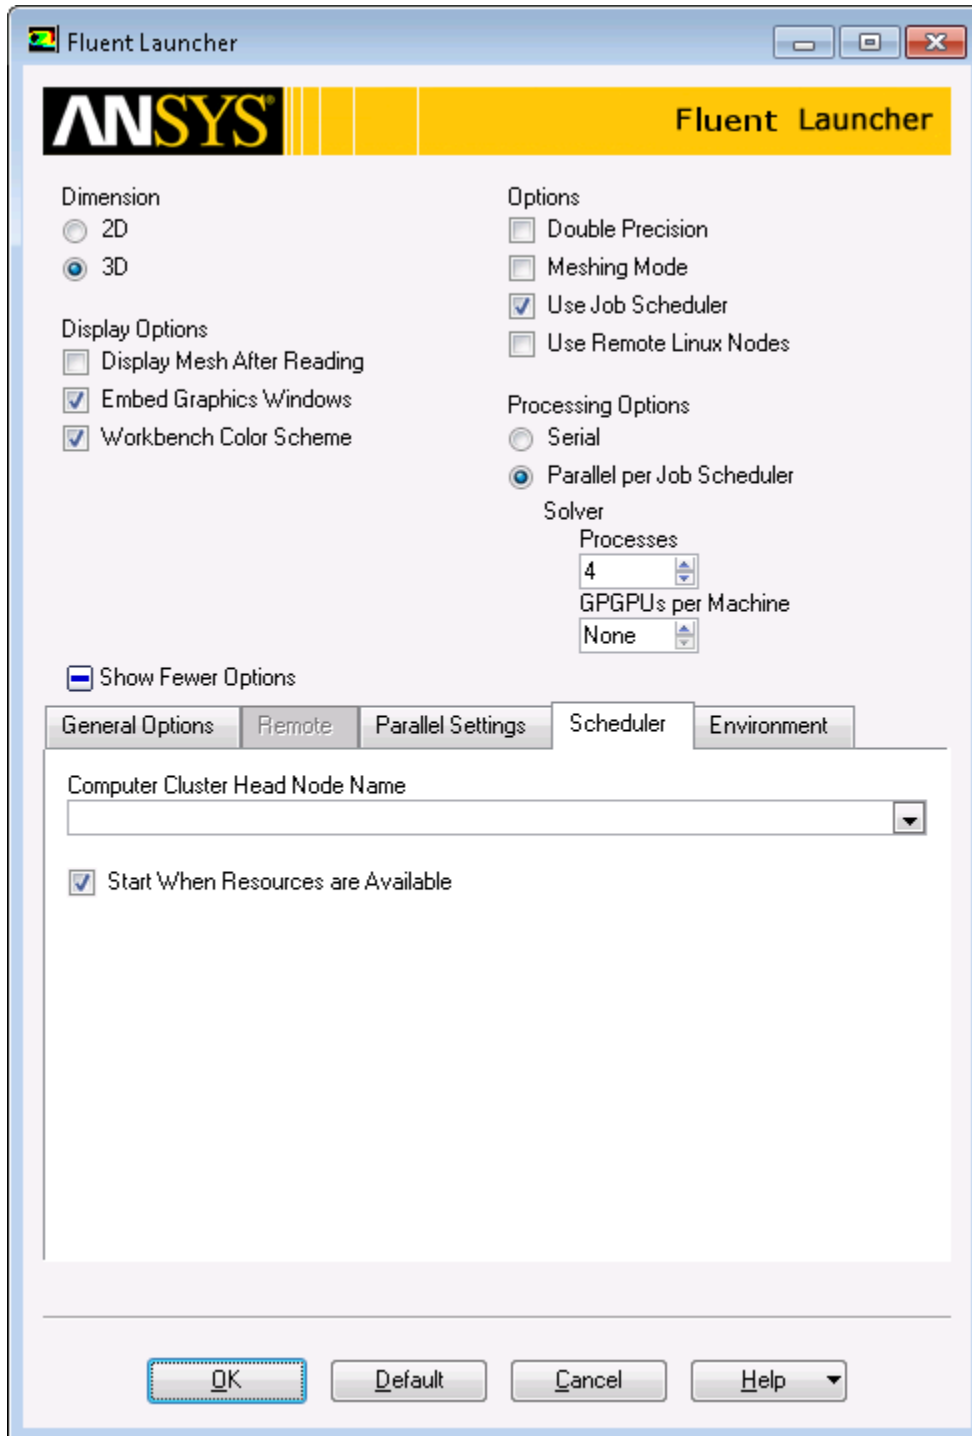 Fluent Launcher
ANSYS®
Fluent Launcher
Dimension
2D
3D
Display Options
Display Mesh After Reading
Embed Graphics Windows
Workbench Color Scheme
Options
Double Precision
Meshing Mode
Use Job Scheduler
Use Remote Linux Nodes
Processing Options
Serial
Parallel per Job Scheduler
Solver
Processes
4
GPGPUs per Machine
None
Show Fewer Options
General Options Remote Parallel Settings Scheduler Environment
Computer Cluster Head Node Name
Start When Resources are Available
OK Default Cancel Help